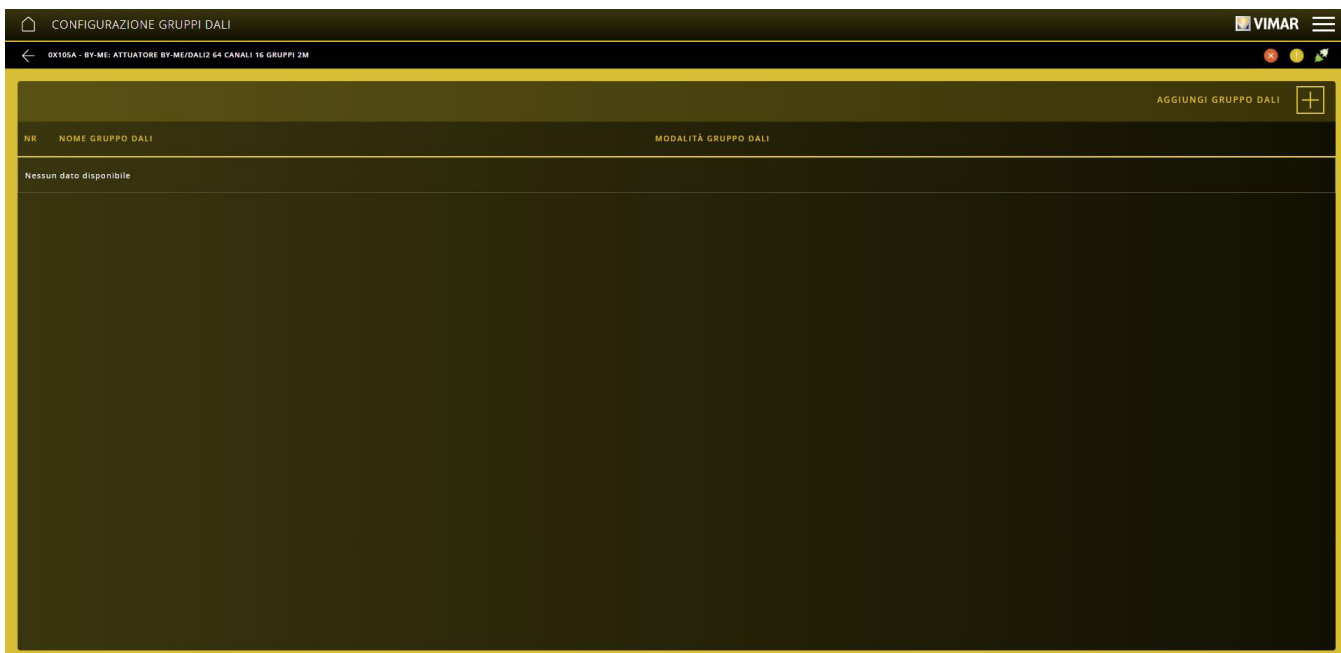 CONFIGURAZIONE GRUPPI DALI
VIMAR
0X105A - BY-ME: ATTUATORE BY-ME/DALI2 64 CANALI 16 GRUPPI 2M
AGGIUNGI GRUPPO DALI
NR NOME GRUPPO DALI MODALITÀ GRUPPO DALI
Nessun dato disponibile